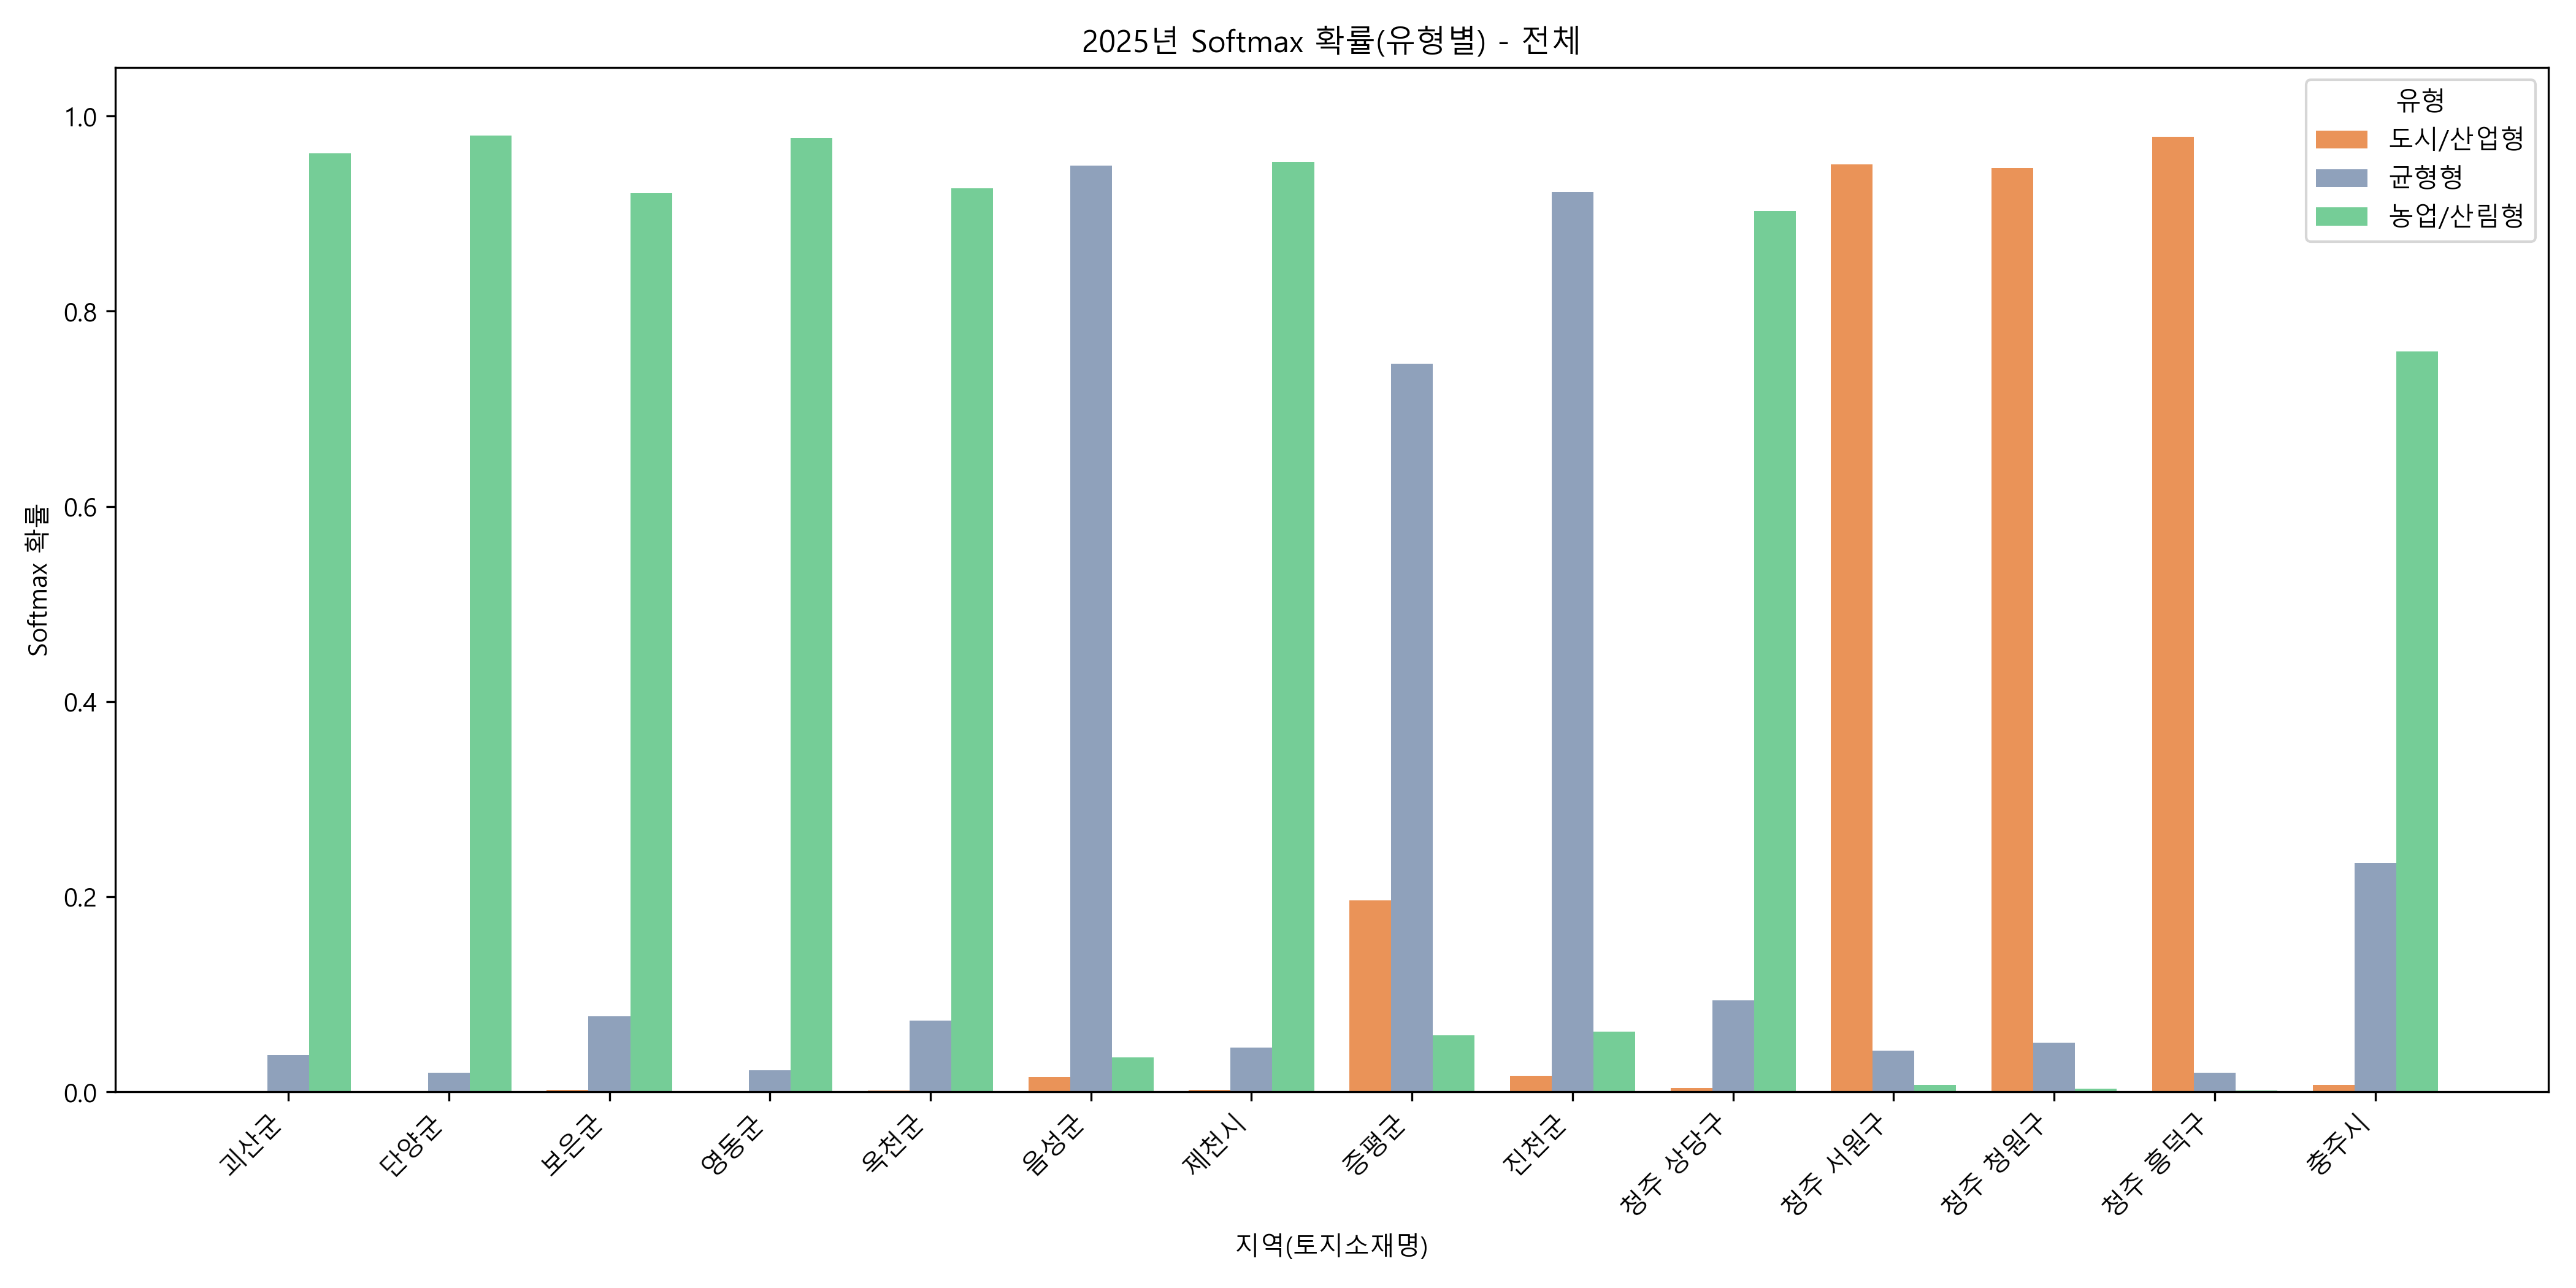 2025년 Softmax 확률(유형별) - 전체
유형
도시/산업형
균형형
농업/산림형
1.0
0.8
0.6
0.4
0.2
0.0
Softmax 확률
괴산군
단양군
보은군
영동군
옥천군
음성군
제천시
증평군
진천군
청주 상당구
청주 서원구
청주 청원구
청주 흥덕구
충주시
지역(토지소재명)